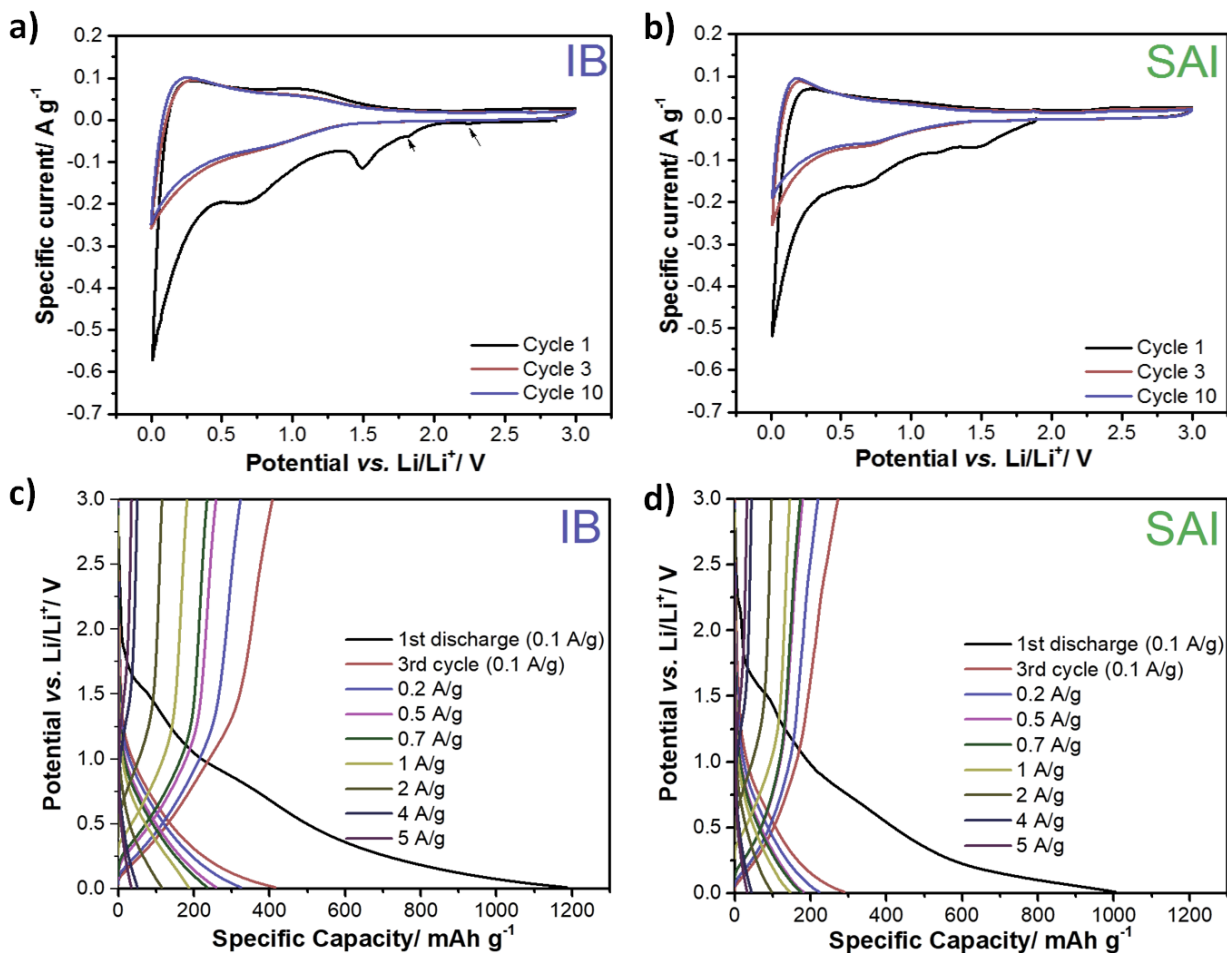 a)
IB
Specific current/ A g-1
0.2
0.1
0.0
-0.1
-0.2
-0.3
-0.4
-0.5
-0.6
-0.7
Cycle 1
Cycle 3
Cycle 10
0.0 0.5 1.0 1.5 2.0 2.5 3.0
Potential vs. Li/Li+/ V
b)
SAI
Specific current/ A g-1
0.2
0.1
0.0
-0.1
-0.2
-0.3
-0.4
-0.5
-0.6
-0.7
Cycle 1
Cycle 3
Cycle 10
0.0 0.5 1.0 1.5 2.0 2.5 3.0
Potential vs. Li/Li+/ V
c)
IB
Potential vs. Li/Li+/ V
3.0
2.5
2.0
1.5
1.0
0.5
0.0
1st discharge (0.1 A/g)
3rd cycle (0.1 A/g)
0.2 A/g
0.5 A/g
0.7 A/g
1 A/g
2 A/g
4 A/g
5 A/g
0 200 400 600 800 1000 1200
Specific Capacity/ mAh g-1
d)
SAI
Potential vs. Li/Li+/ V
3.0
2.5
2.0
1.5
1.0
0.5
0.0
1st discharge (0.1 A/g)
3rd cycle (0.1 A/g)
0.2 A/g
0.5 A/g
0.7 A/g
1 A/g
2 A/g
4 A/g
5 A/g
0 200 400 600 800 1000 1200
Specific Capacity/ mAh g-1